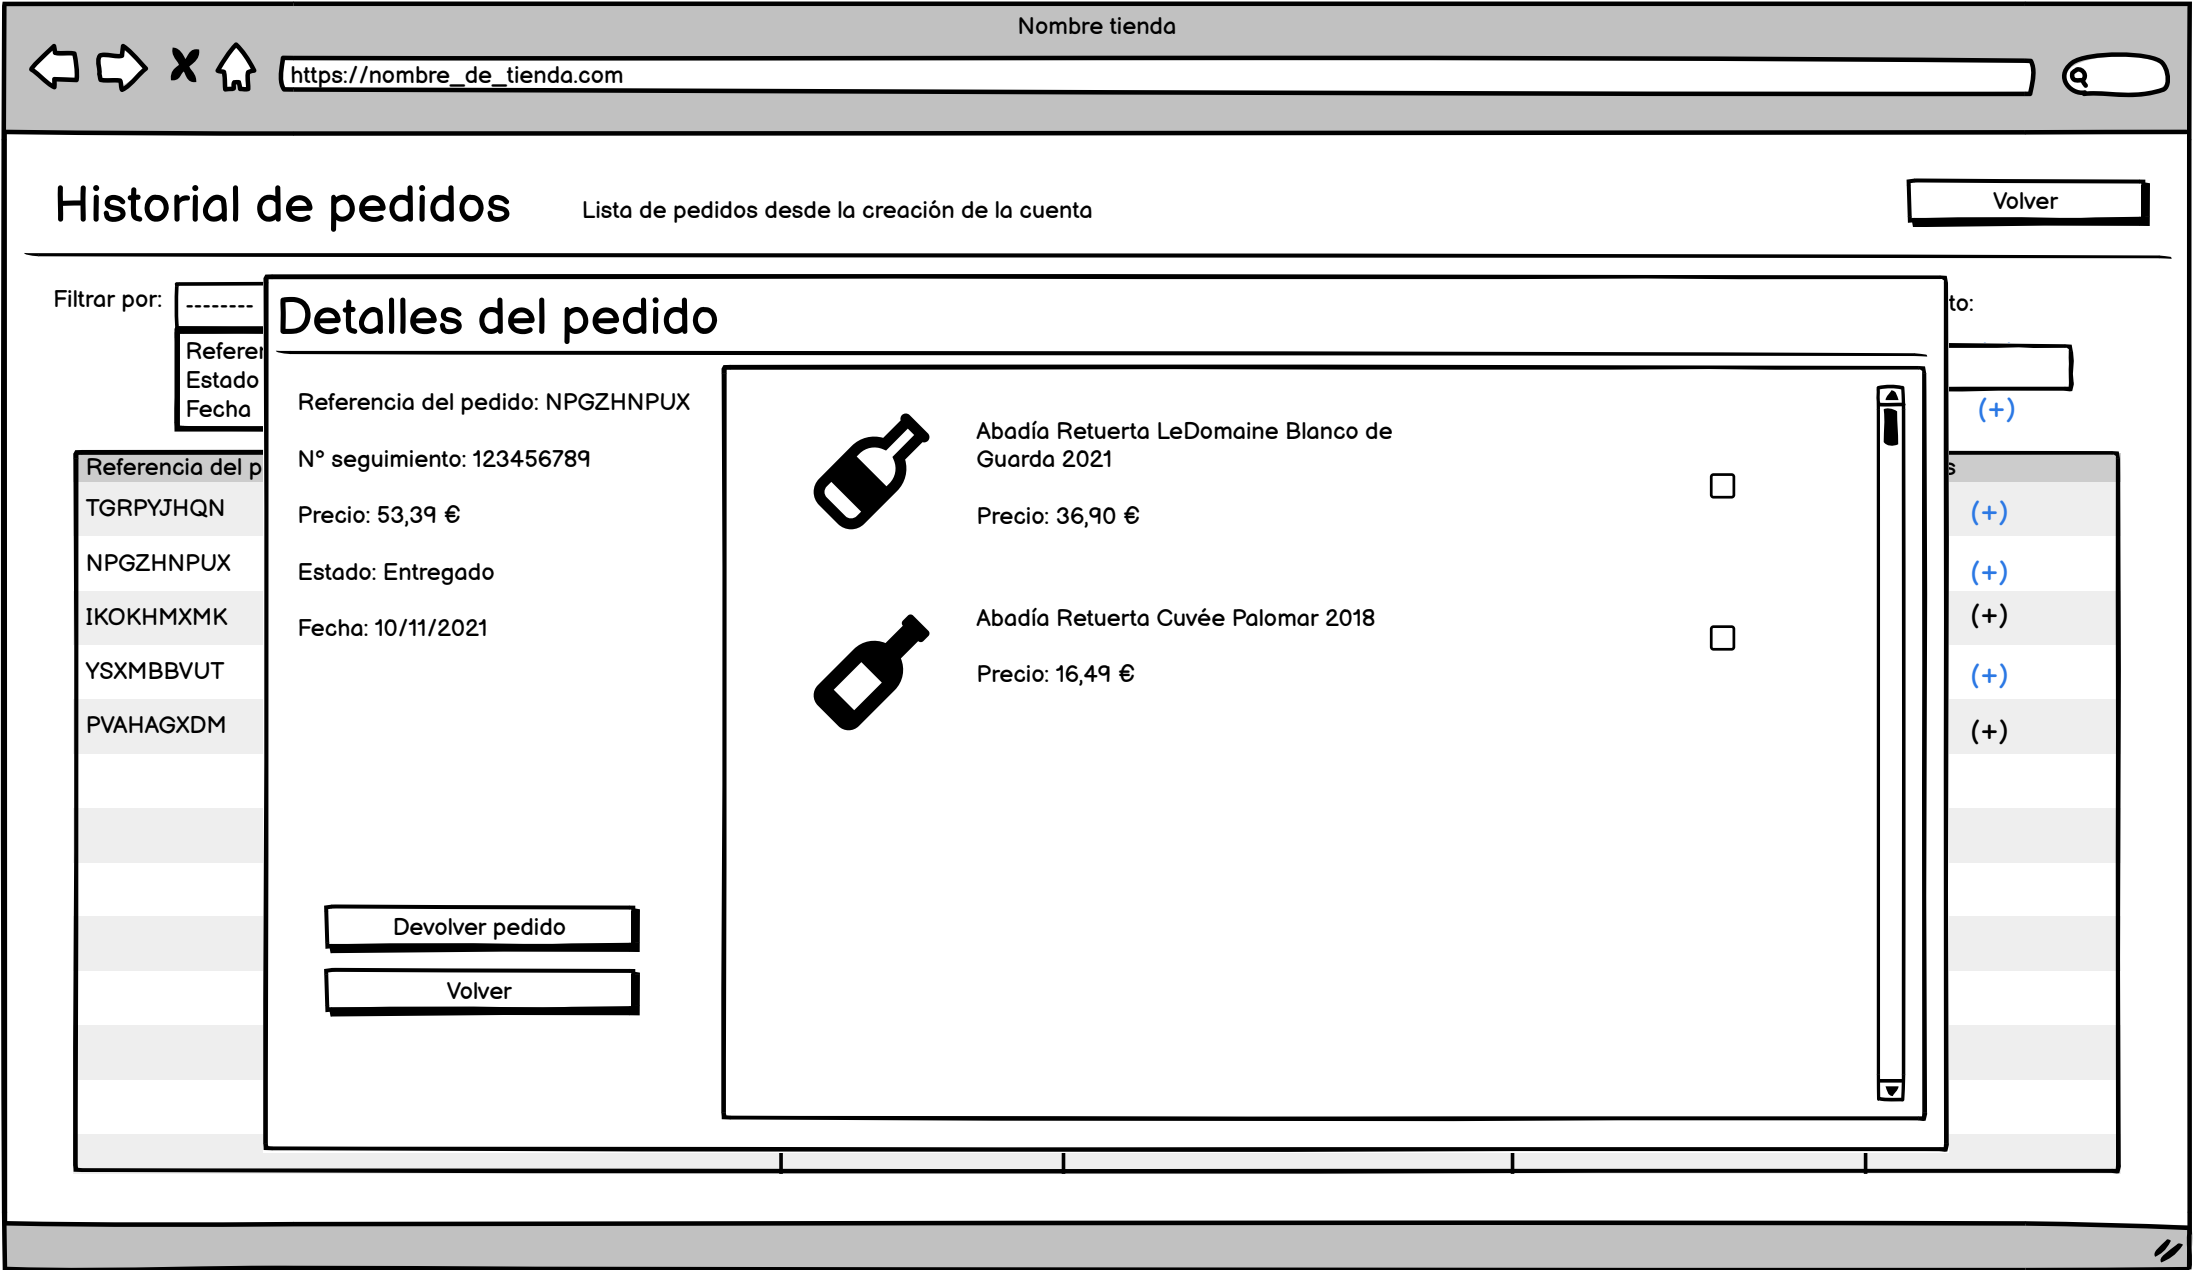 Nombre tienda
https://nombre_de_tienda.com
Historial de pedidos
Lista de pedidos desde la creación de la cuenta
Volver
Filtrar por:
--------
Estado
Fecha
to:
(+)
Referencia del p
s
TGRPYJHQN
(+)
NPGZHNPUX
(+)
IKOKHMXMK
(+)
YSXMBBVUT
(+)
PVAHAGXDM
(+)
Detalles del pedido
Referencia del pedido: NPGZHNPUX
N° seguimiento: 123456789
Precio: 53,39 €
Estado: Entregado
Fecha: 10/11/2021
Devolver pedido
Volver
Abadía Retuerta LeDomaine Blanco de
Guarda 2021
Precio: 36,90 €
Abadía Retuerta Cuvée Palomar 2018
Precio: 16,49 €